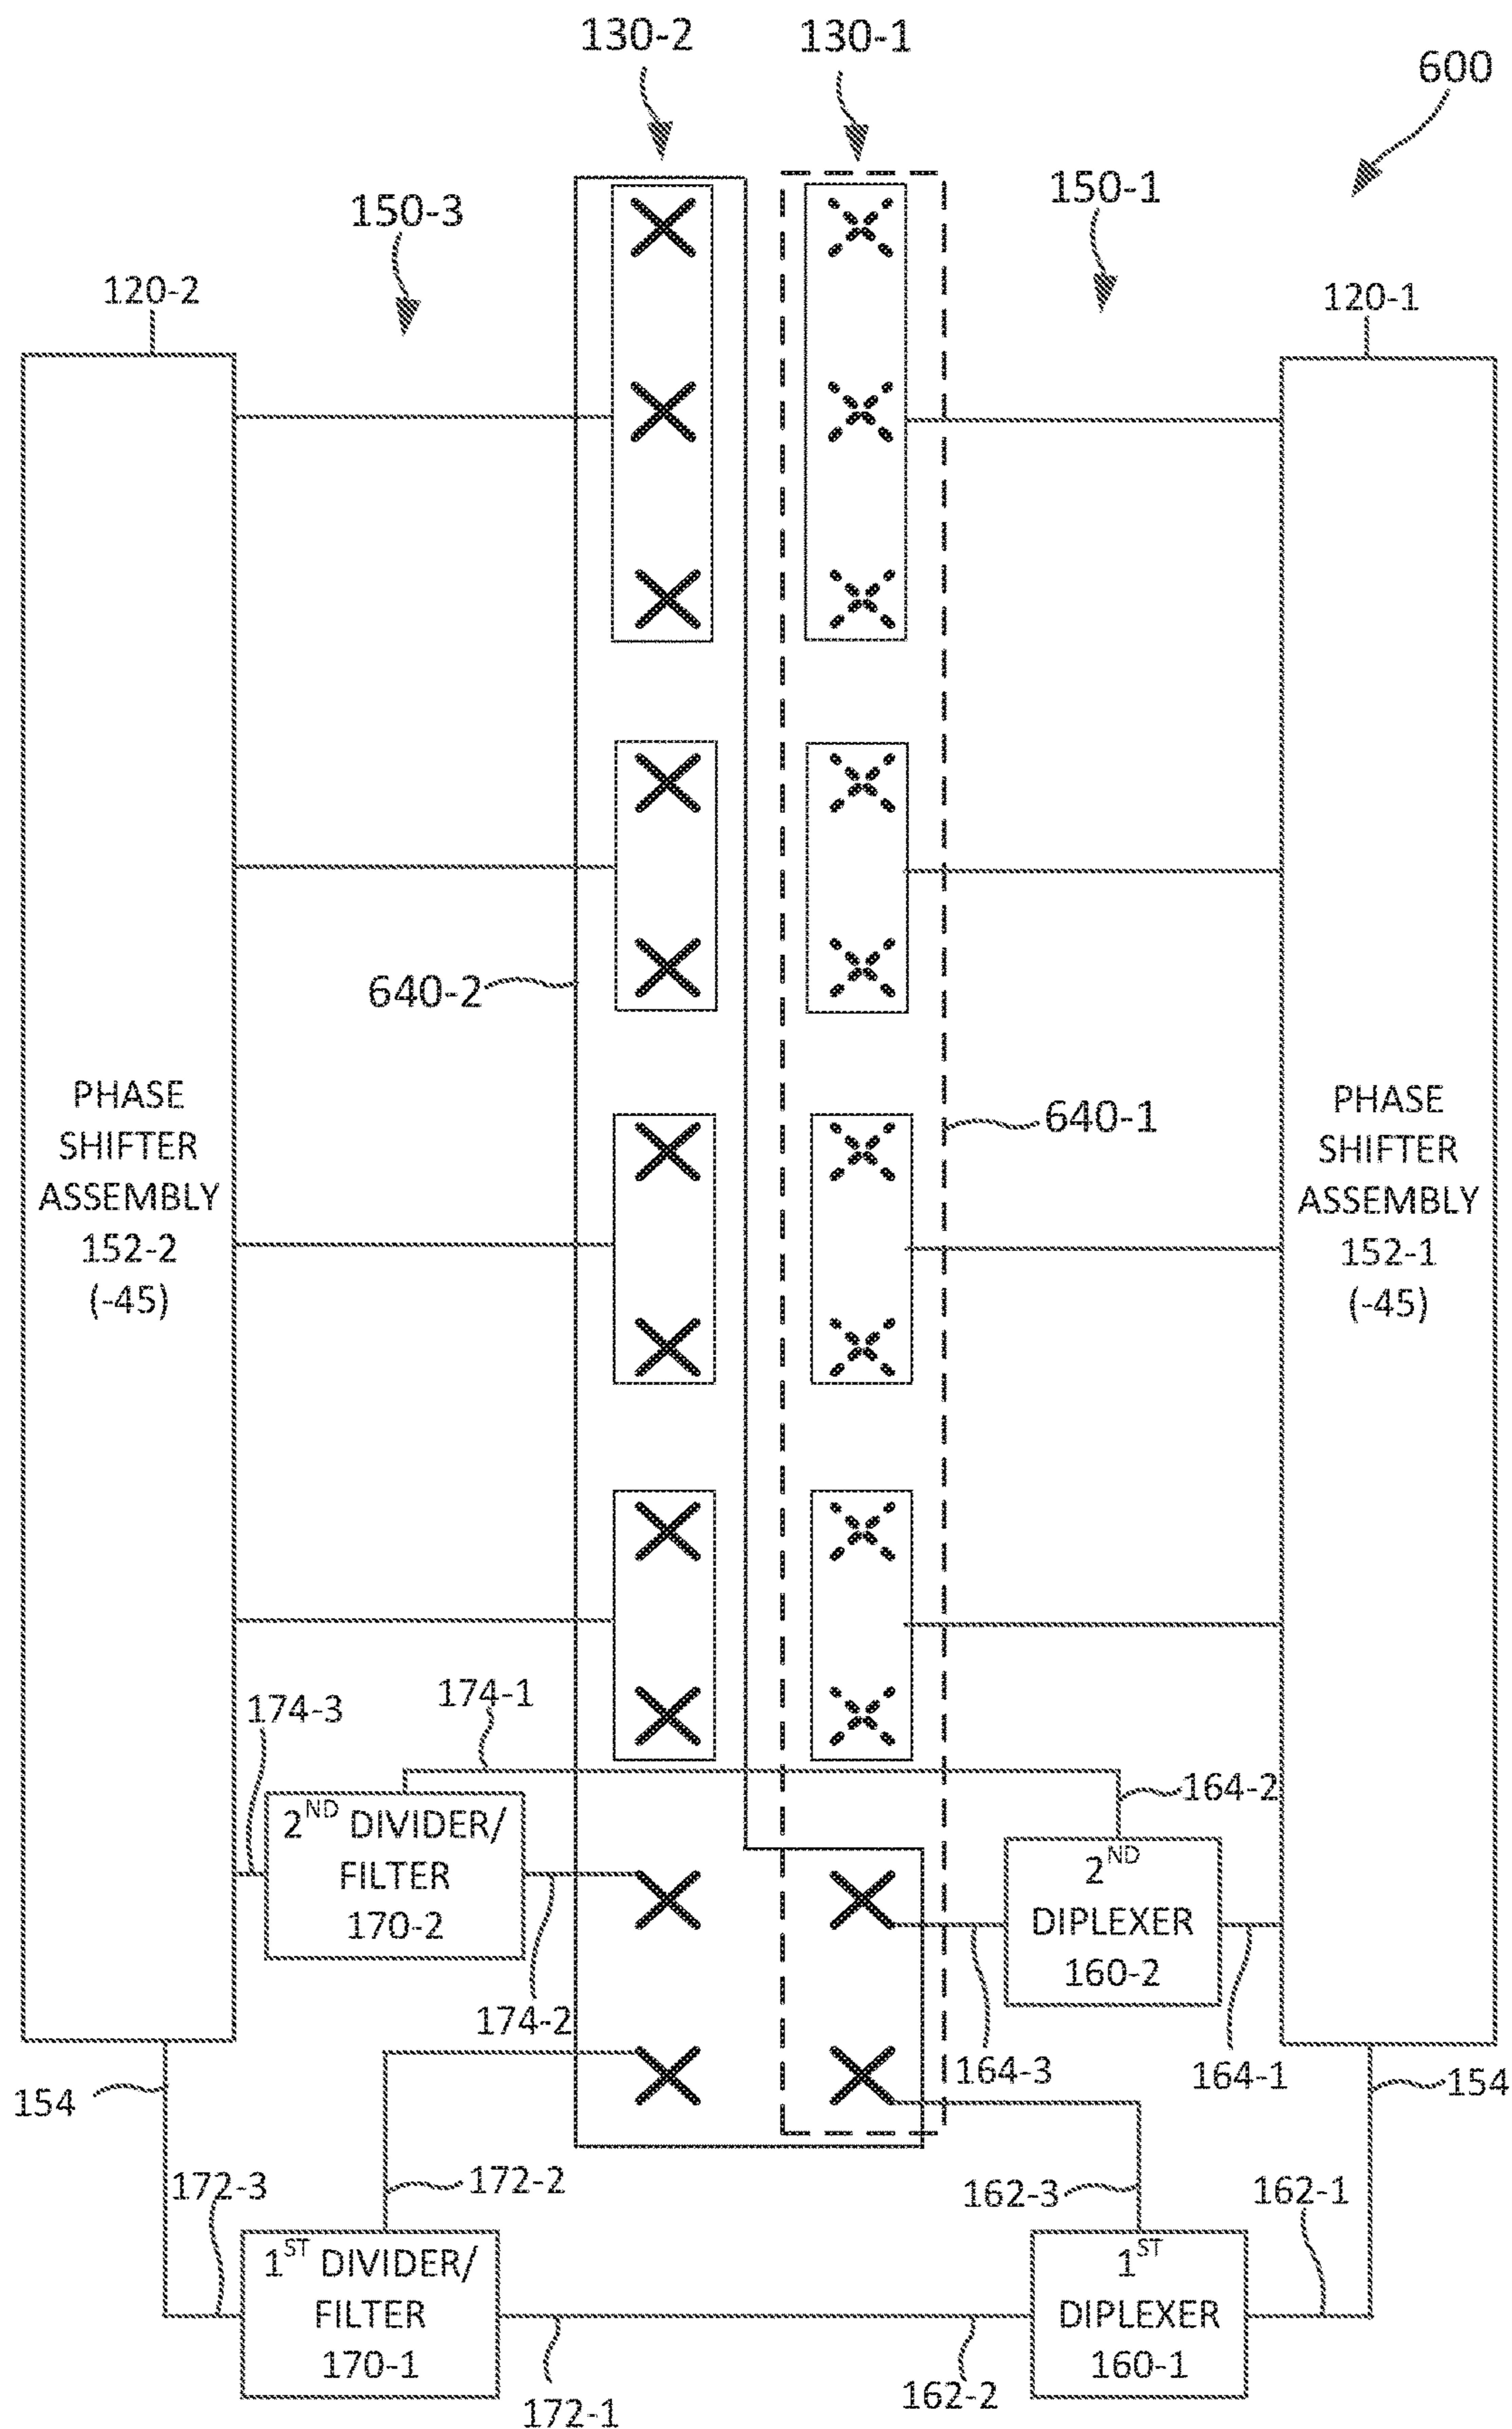 130-2
130-1
600
150-3
150-1
120-2
120-1
640-2
640-1
PHASE
SHIFTER
ASSEMBLY
152-2
(-45)
PHASE
SHIFTER
ASSEMBLY
152-1
(-45)
174-3
174-1
164-2
2ND DIVIDER/
FILTER
170-2
2ND
DIPLEXER
160-2
174-2
164-3
164-1
154
154
172-3
172-2
162-3
162-1
1ST DIVIDER/
FILTER
170-1
1ST
DIPLEXER
160-1
172-1
162-2